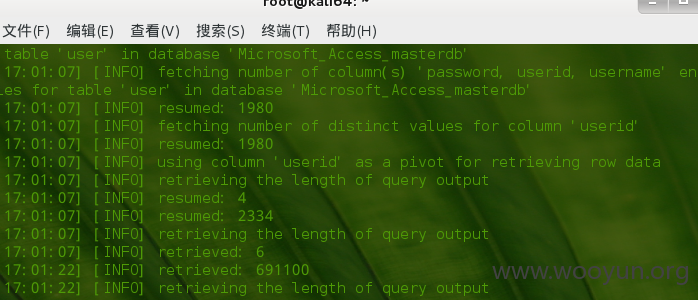 root@kali64: ~
文件(F) 编辑(E) 查看(V) 搜索(S) 终端(T) 帮助(H)
table 'user' in database 'Microsoft_Access_masterdb'
17:01:07] [INFO] fetching number of column(s) 'password, userid, username' en
ies for table 'user' in database 'Microsoft_Access_masterdb'
17:01:07] [INFO] resumed: 1980
17:01:07] [INFO] fetching number of distinct values for column 'userid'
17:01:07] [INFO] resumed: 1980
17:01:07] [INFO] using column 'userid' as a pivot for retrieving row data
17:01:07] [INFO] retrieving the length of query output
17:01:07] [INFO] resumed: 4
17:01:07] [INFO] resumed: 2334
17:01:07] [INFO] retrieving the length of query output
17:01:07] [INFO] retrieved: 6
17:01:22] [INFO] retrieved: 691100
17:01:22] [INFO] retrieving the length of query output
www.wooyun.org